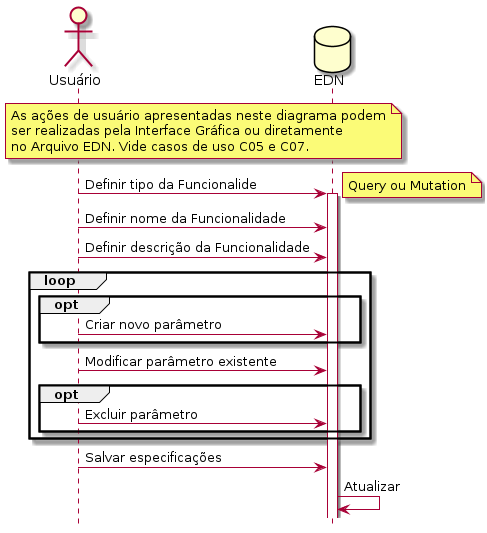 Usuário
EDN
As ações de usuário apresentadas neste diagrama podem
ser realizadas pela Interface Gráfica ou diretamente
no Arquivo EDN. Vide casos de uso C05 e C07.
Definir tipo da Funcionalide
Query ou Mutation
Definir nome da Funcionalidade
Definir descrição da Funcionalidade
loop
opt
Criar novo parâmetro
Modificar parâmetro existente
opt
Excluir parâmetro
Salvar especificações
Atualizar